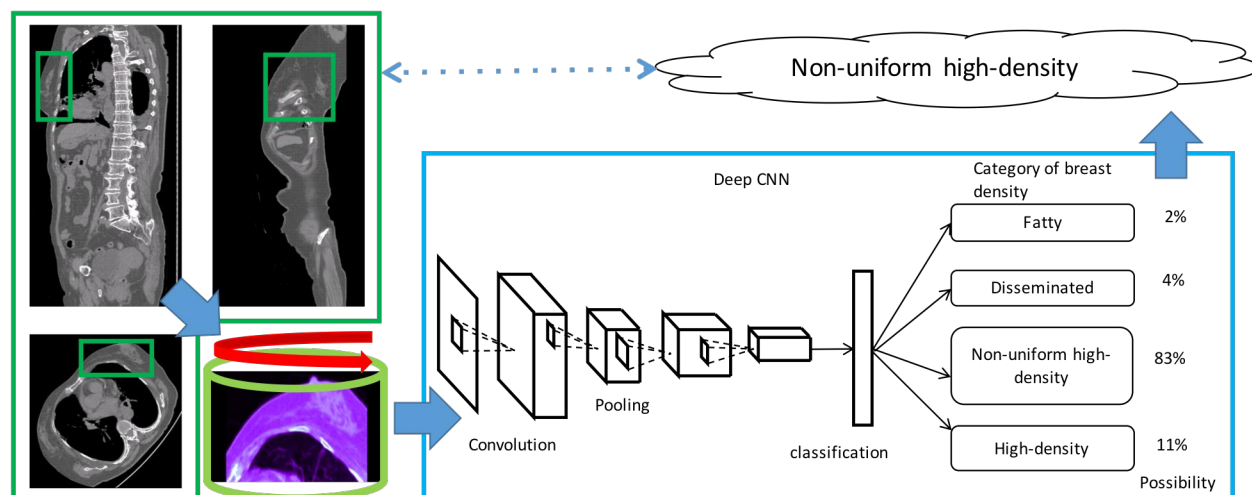 Non-uniform high-density
Deep CNN
Category of breast
density
Fatty
2%
Disseminated
4%
Non-uniform high-
density
83%
Pooling
Convolution
classification
High-density
11%
Possibility